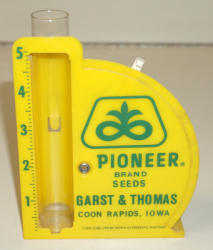 5
4
3
2
1
PIONEER®
BRAND
SEEDS
GARST & THOMAS
COON RAPIDS, IOWA